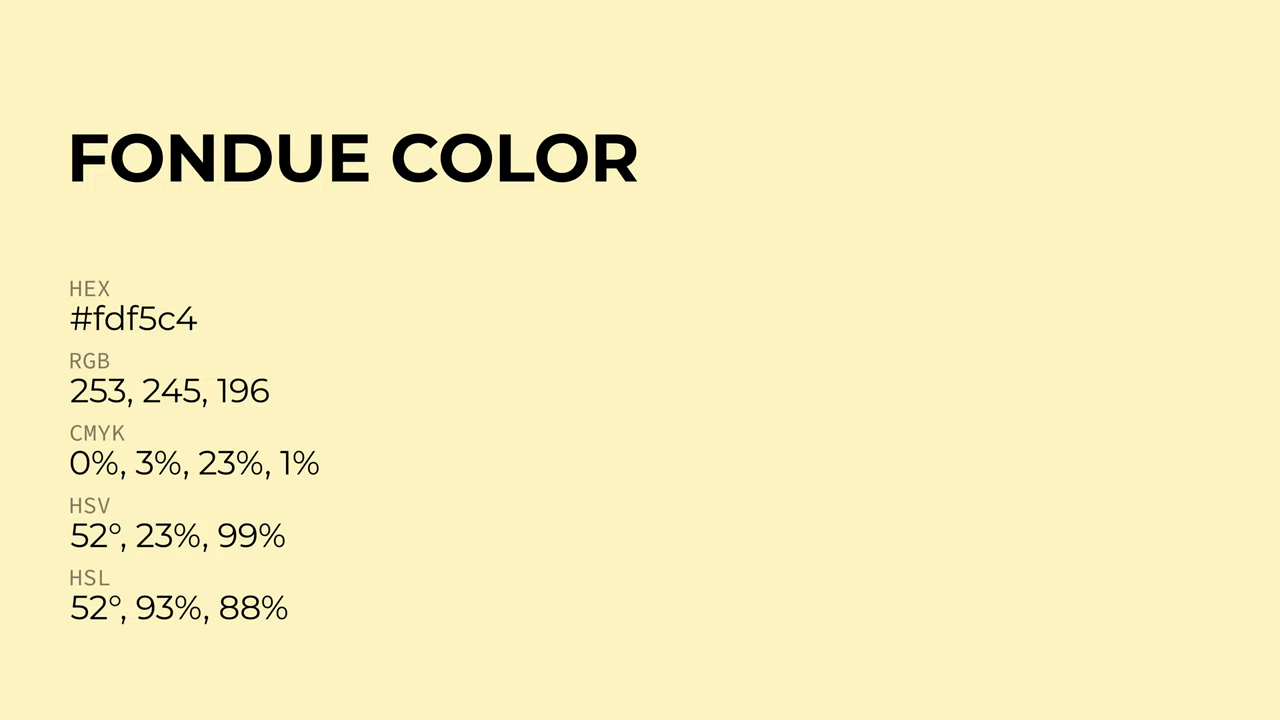 FONDUE COLOR
HEX
#fdf5c4
RGB
253, 245, 196
CMYK
0%, 3%, 23%, 1%
HSV
52°, 23%, 99%
HSL
52°, 93%, 88%